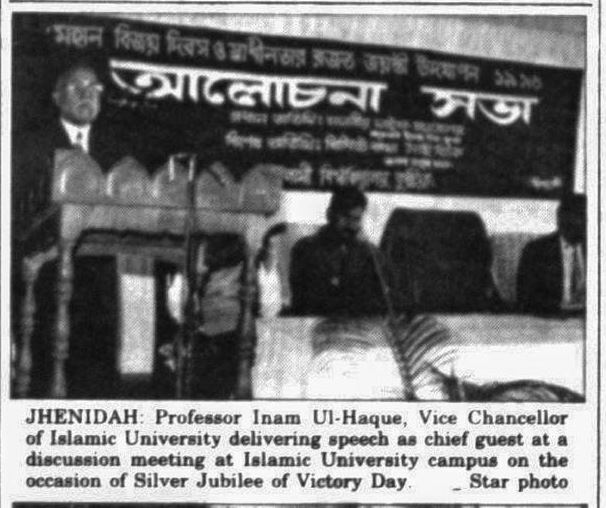 মহান বিজয় দিবস ও স্বাধীনতার রজত জয়ন্তী উদযাপন
আলোচনা সভা
JHENIDAH: Professor Inam Ul-Haque, Vice Chancellor
of Islamic University delivering speech as chief guest at a
discussion meeting at Islamic University campus on the
occasion of Silver Jubilee of Victory Day. _ Star photo